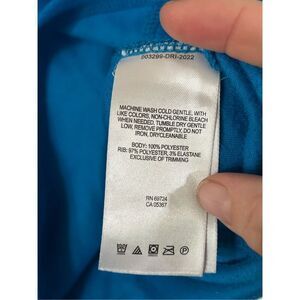 903299-DRI-2022
MACHINE WASH COLD GENTLE, WITH
LIKE COLORS, NON-CHLORINE BLEACH
WHEN NEEDED, TUMBLE DRY GENTLE
LOW, REMOVE PROMPTLY, DO NOT
IRON, DRYCLEANABLE
BODY: 100% POLYESTER
RIB: 97% POLYESTER, 3% ELASTANE
EXCLUSIVE OF TRIMMING
RN 69724
CA 05367